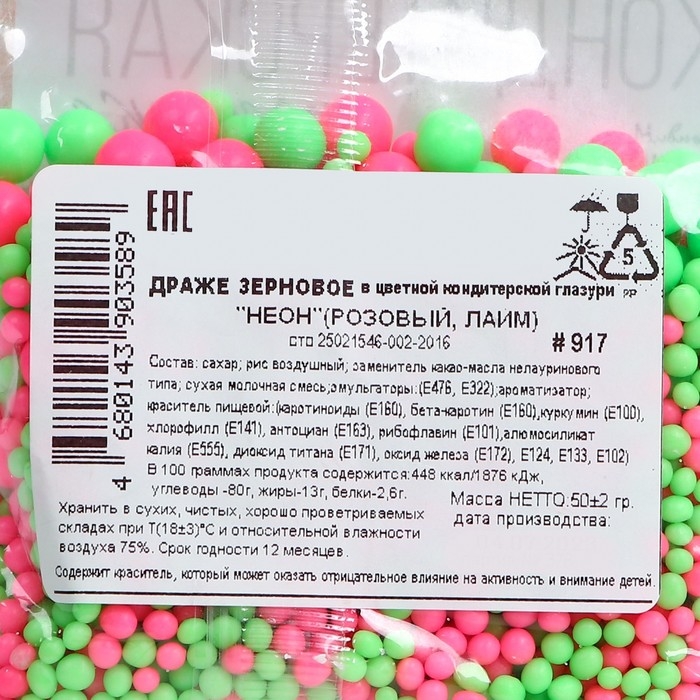 ЕАС
5
PP
ДРАЖЕ ЗЕРНОВОЕ в цветной кондитерской глазури
"НЕОН"(РОЗОВЫЙ, ЛАЙМ)
сто 25021546-002-2016
#917
Состав: сахар; рис воздушный; заменитель какао-масла нелауринового
типа; сухая молочная смесь;эмульгаторы:(Е476, Е322);ароматизатор;
краситель пищевой:(каротиноиды (Е160), бета-каротин (Е160),куркумин (Е100),
хлорофилл (Е141), антоциан (Е163), рибофлавин (Е101),алюмосиликат
калия (Е555), диоксид титана (Е171), оксид железа (Е172), Е124, Е133, Е102)
В 100 граммах продукта содержится:448 ккал/1876 кДж,
углеводы -80г, жиры-13г, белки-2,6г.
Масса НЕТТО:50±2 гр.
дата производства:
Хранить в сухих, чистых, хорошо проветриваемых
складах при Т(18±3)°С и относительной влажности
воздуха 75%. Срок годности 12 месяцев.
Содержит краситель, который может оказать отрицательное влияние на активность и внимание детей.
4 680143 903589